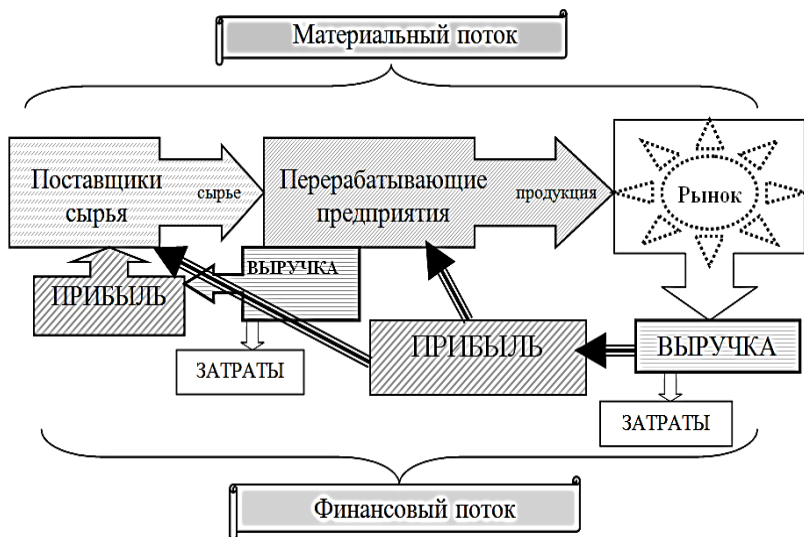 Материальный поток
Поставщики
сырья
сырье
Перерабатывающие
предприятия
продукция
Рынок
ПРИБЫЛЬ
ВЫРУЧКА
ЗАТРАТЫ
ПРИБЫЛЬ
ВЫРУЧКА
ЗАТРАТЫ
Финансовый поток